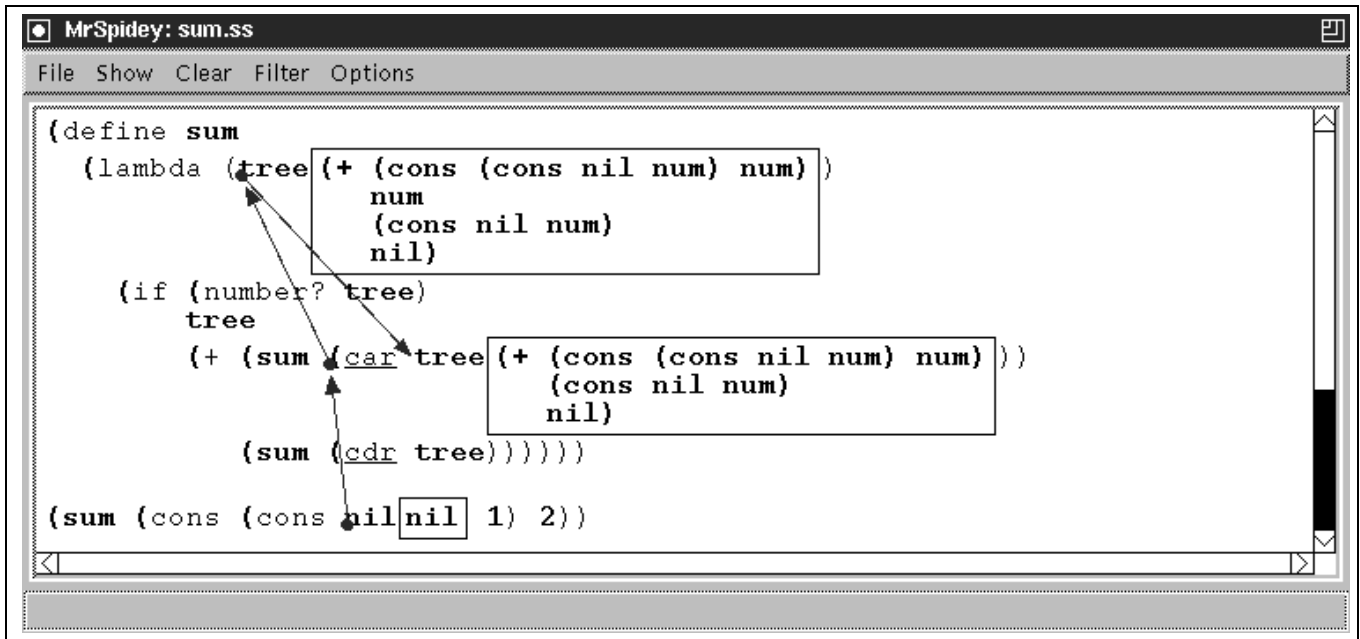 MrSpidey: sum.ss
File Show Clear Filter Options
(define sum
(lambda (tree (+ (cons (cons nil num) num) )
num
(cons nil num)
nil)
(if (number? tree)
tree
(+ (sum (car tree (+ (cons (cons nil num) num) ))
(cons nil num)
nil)
(sum (cdr tree))))))
(sum (cons (cons nil nil 1) 2))